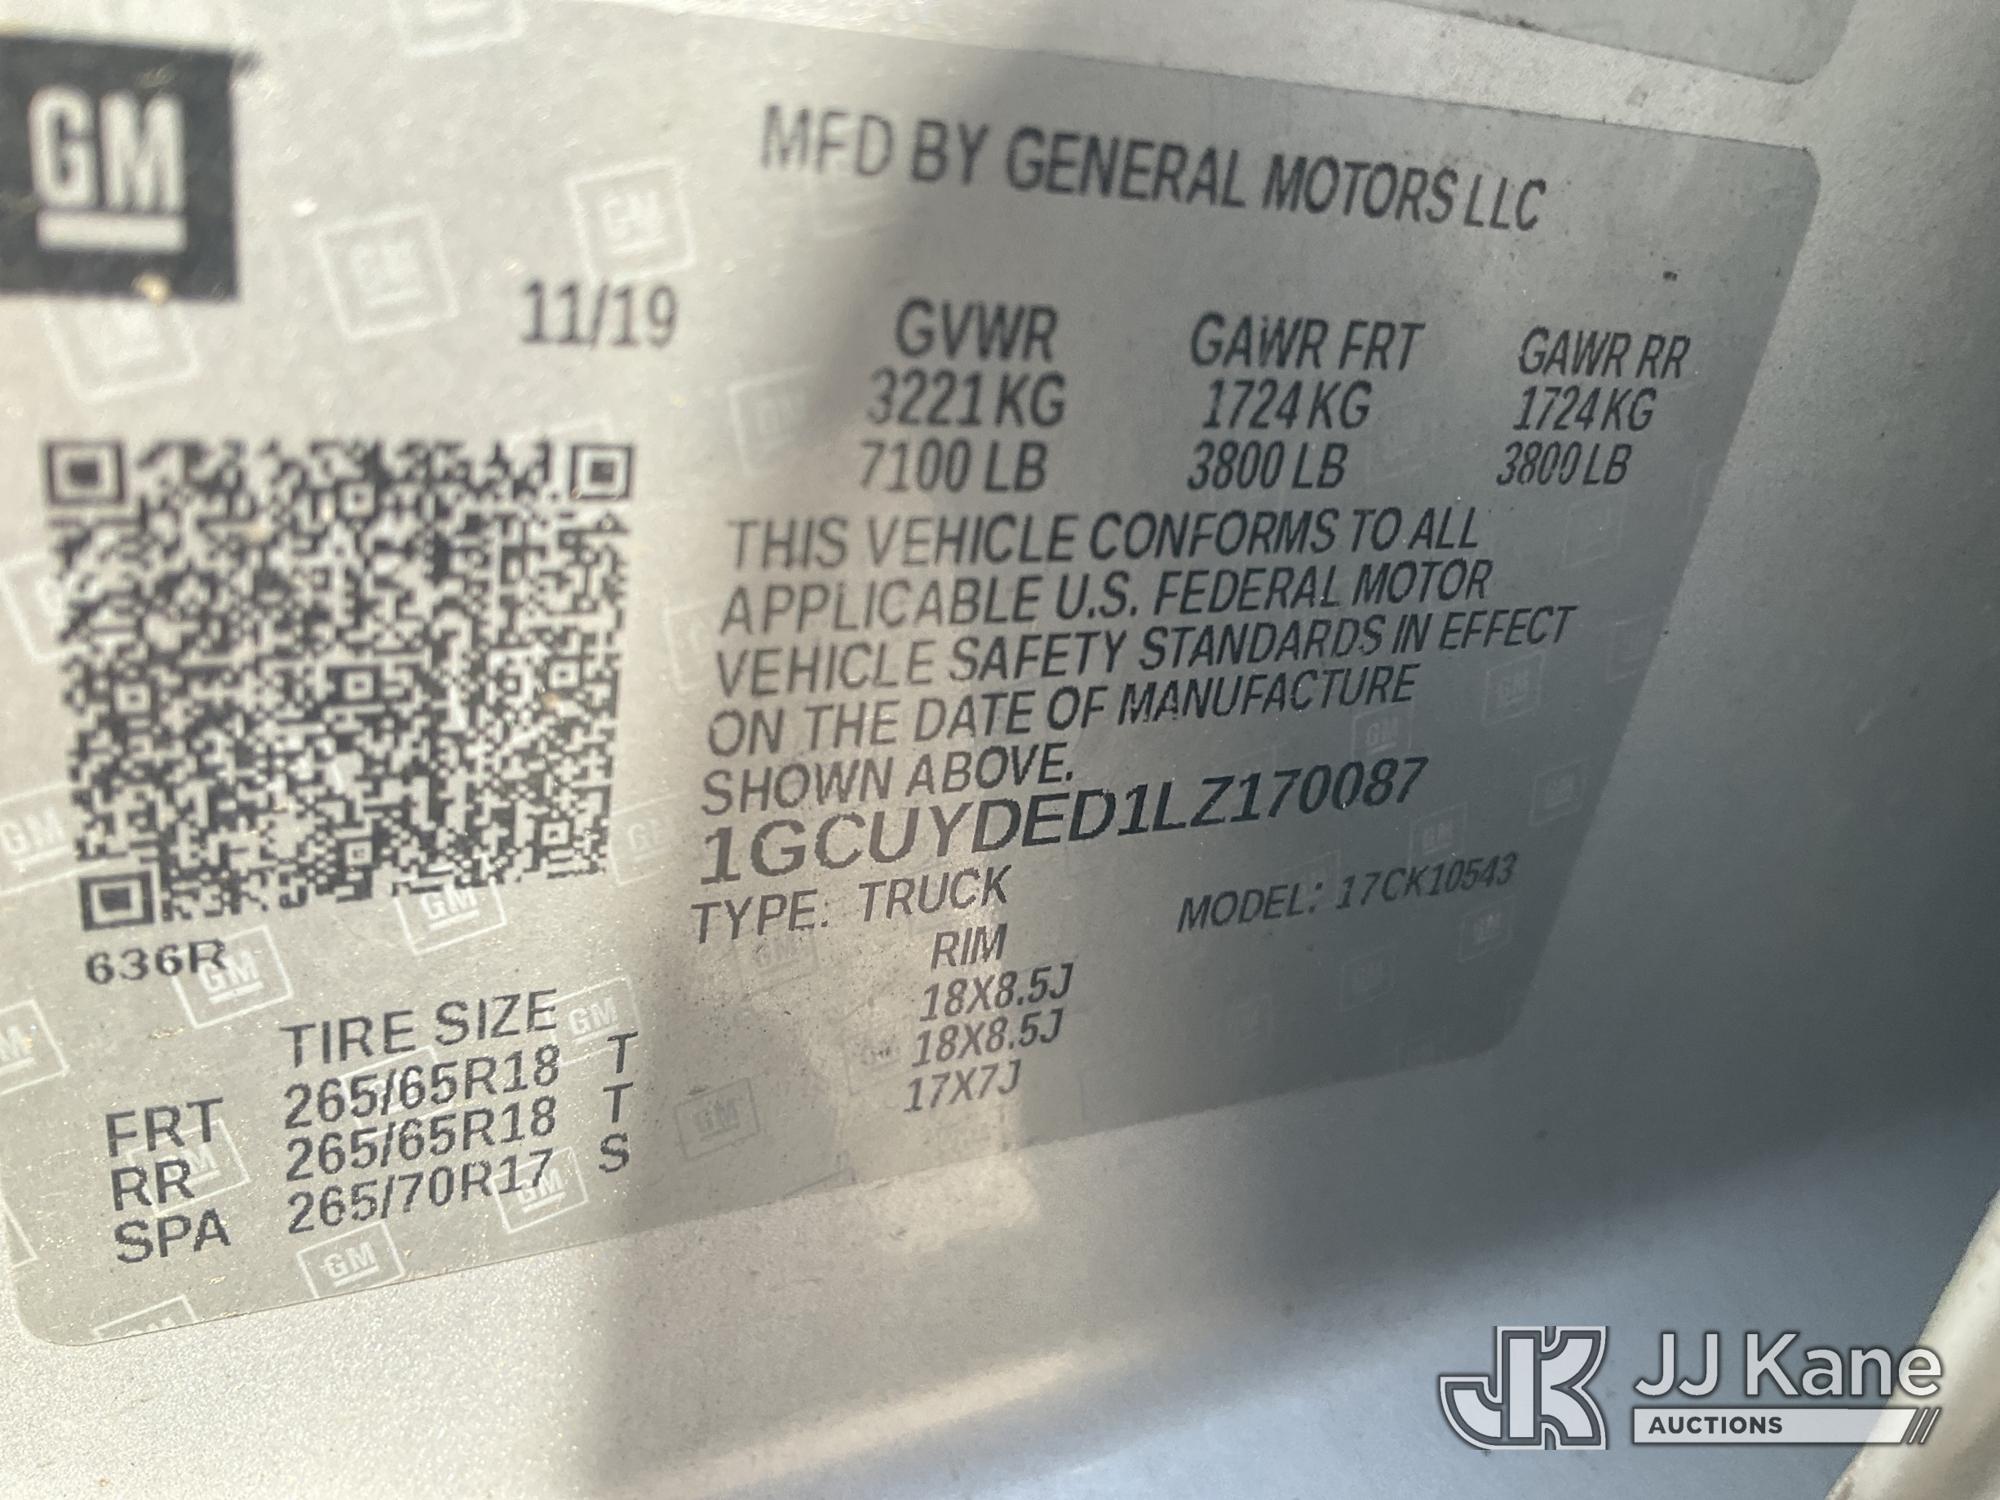 GM
MFD BY GENERAL MOTORS LLC
11/19
GVWR GAWR FRT GAWR RR
3221 KG 1724 KG 1724 KG
7100 LB 3800 LB 3800 LB
THIS VEHICLE CONFORMS TO ALL
APPLICABLE U.S. FEDERAL MOTOR
VEHICLE SAFETY STANDARDS IN EFFECT
ON THE DATE OF MANUFACTURE
SHOWN ABOVE.
1GCUYDED1LZ170087
TYPE: TRUCK MODEL: 17CK10543
636R
TIRE SIZE RIM
FRT 265/65R18 T 18X8.5J
RR 265/65R18 T 18X8.5J
SPA 265/70R17 S 17X7J
JK JJ Kane
AUCTIONS